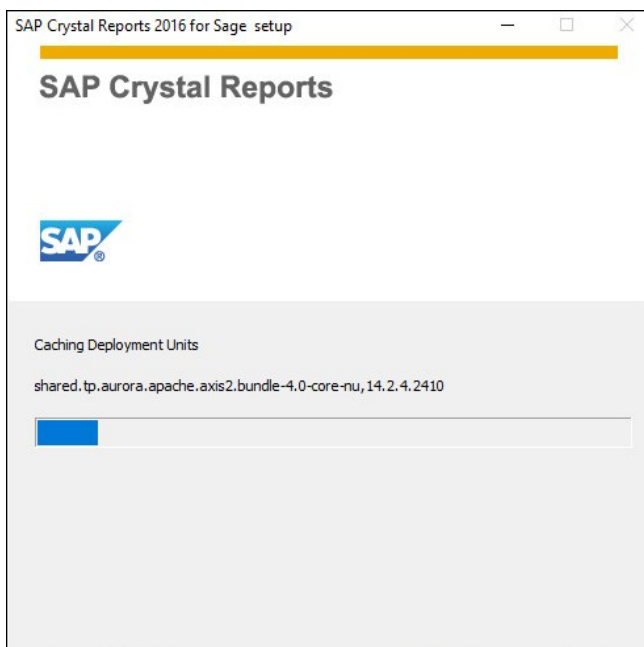 SAP Crystal Reports 2016 for Sage setup
SAP Crystal Reports
SAP®
Caching Deployment Units
shared.tp.aurora.apache.axis2.bundle-4.0-core-nu,14.2.4.2410